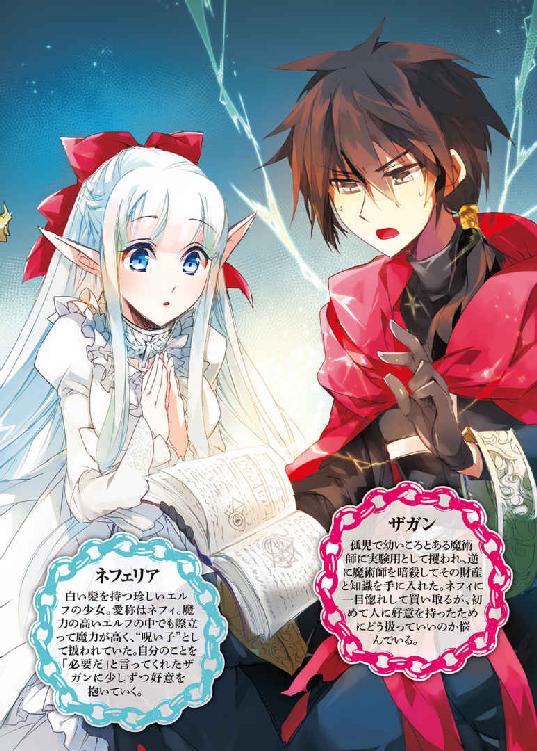 ザガン
孤児で幼いころとある魔術
師に実験用として攫われ、逆
に魔術師を暗殺してその財産
と知識を手に入れた。ネフィに
一目惚れして買い取るが、初
めて人に好意を持ったため
にどう扱っていいのか悩
んでいる。
ネフェリア
白い髪を持つ珍しいエル
フの少女。愛称はネフィ。魔
力の高いエルフの中でも際立
って魔力が高く、“呪い子”とし
て扱われていた。自分のことを
「必要だ」と言ってくれたザ
ガンに少しずつ好意を
抱いていく。